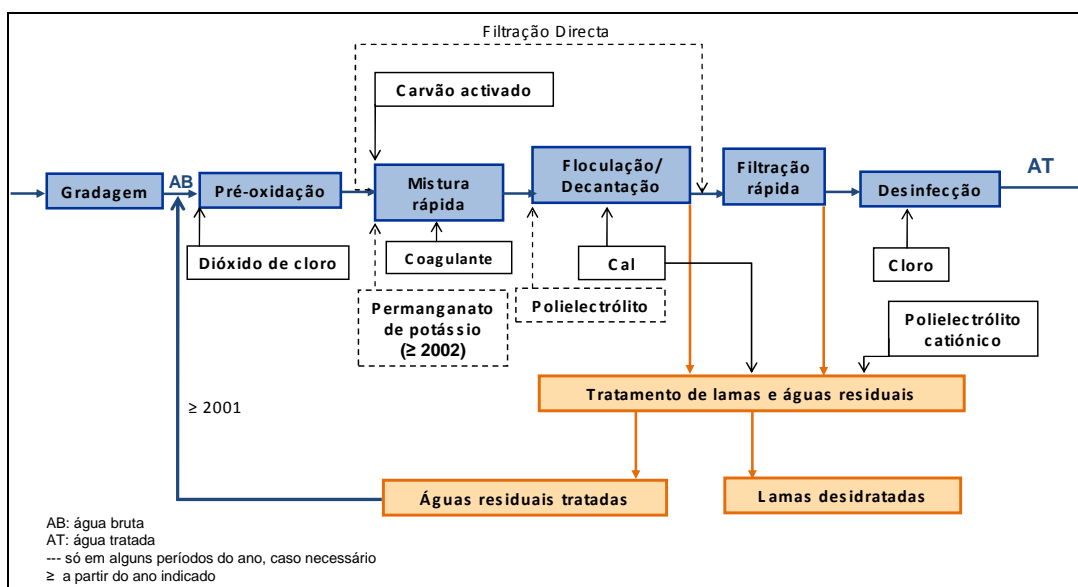 Filtração Directa
Carvão activado
Gradagem
AB
Pré-oxidação
Mistura
rápida
Floculação/
Decantação
Filtração
rápida
Desinfecção
AT
Dióxido de cloro
Coagulante
Cal
Cloro
Permanganato
de potássio
(≥ 2002)
Polielectrólito
Polielectrólito
catiónico
Tratamento de lamas e águas residuais
≥ 2001
Águas residuais tratadas
Lamas desidratadas
AB: água bruta
AT: água tratada
--- só em alguns períodos do ano, caso necessário
≥ a partir do ano indicado